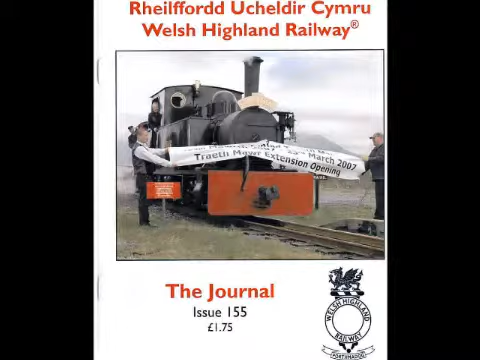 Rheilffordd Ucheldir Cymru
Welsh Highland Railway®
March 2007
Traeth Mawr Extension Opening
The Journal
Issue 155
£1.75
WELSH HIGHLAND
RAILWAY
PORTHMADOG